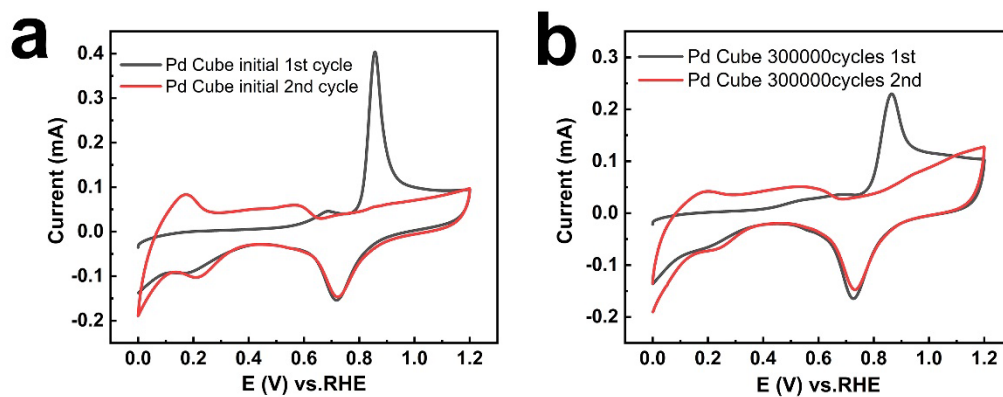 a
Pd Cube initial 1st cycle
Pd Cube initial 2nd cycle
Current (mA)
0.4
0.3
0.2
0.1
0.0
-0.1
-0.2
0.0 0.2 0.4 0.6 0.8 1.0 1.2
E (V) vs.RHE
b
Pd Cube 300000cycles 1st
Pd Cube 300000cycles 2nd
Current (mA)
0.3
0.2
0.1
0.0
-0.1
-0.2
0.0 0.2 0.4 0.6 0.8 1.0 1.2
E (V) vs.RHE